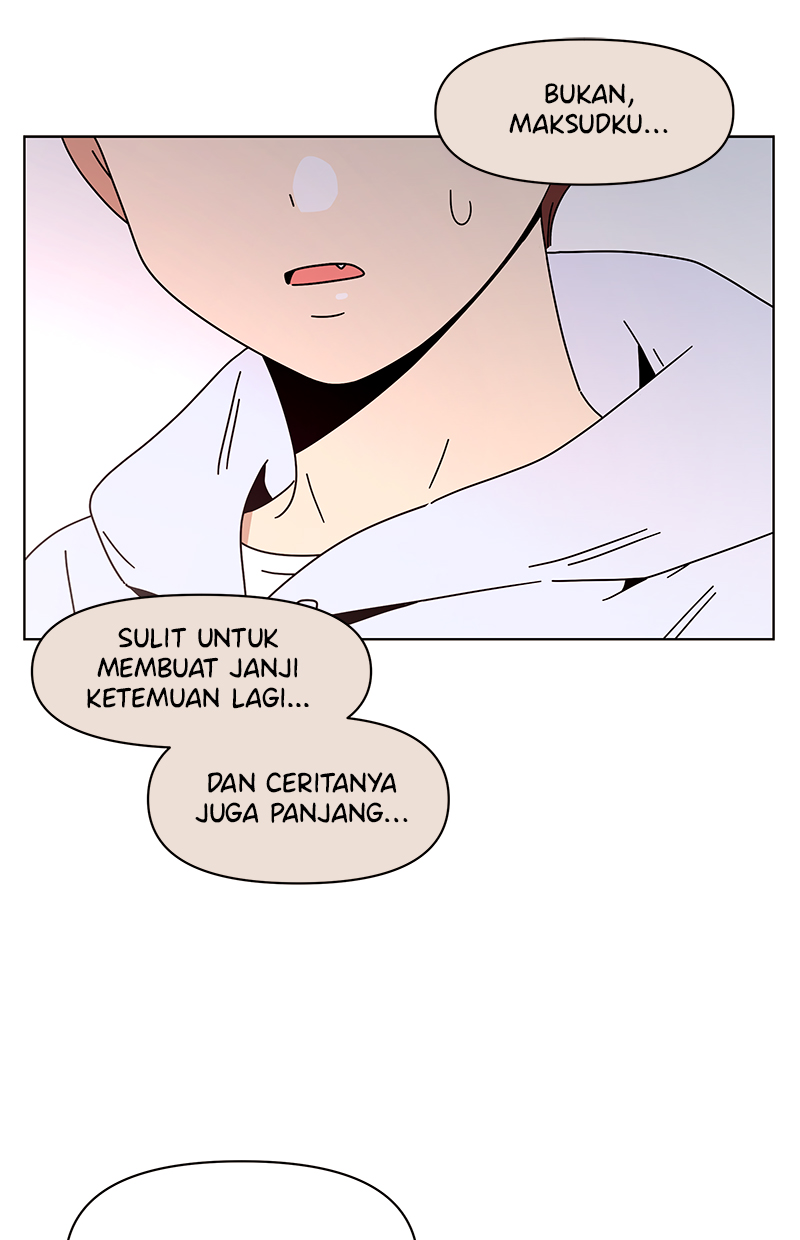 BUKAN,
MAKSUDKU...
SULIT UNTUK
MEMBUAT JANJI
KETEMUAN LAGI...
DAN CERITANYA
JUGA PANJANG...